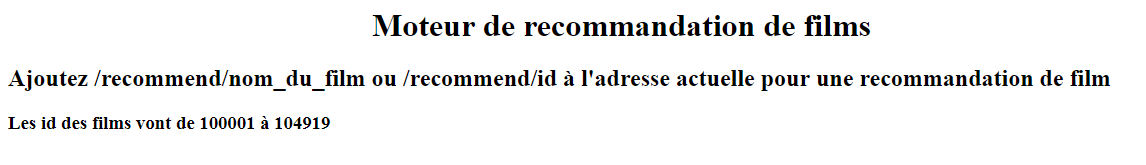 Moteur de recommandation de films
Ajoutez /recommend/nom_du_film ou /recommend/id à l'adresse actuelle pour une recommandation de film
Les id des films vont de 100001 à 104919